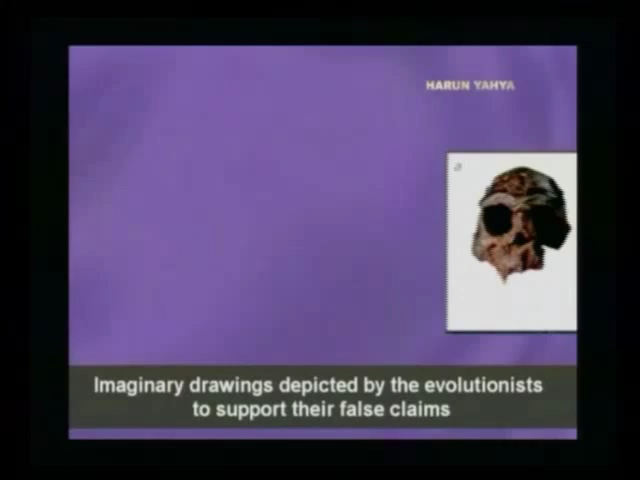 HARUN YAHYA
Imaginary drawings depicted by the evolutionists
to support their false claims